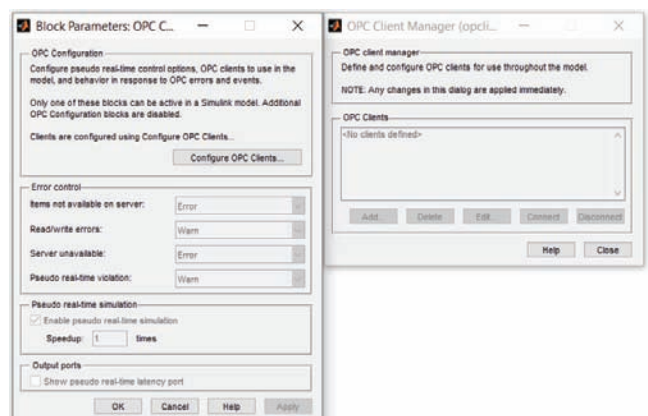 Block Parameters: OPC C...
OPC Configuration
Configure pseudo real-time control options, OPC clients to use in the
model, and behavior in response to OPC errors and events.
Only one of these blocks can be active in a Simulink model. Additional
OPC Configuration blocks are disabled.
Clients are configured using Configure OPC Clients...
Configure OPC Clients...
Error control
Items not available on server: Error
Read/write errors: Warn
Server unavailable: Error
Pseudo real-time violation: Warn
Pseudo real-time simulation
Enable pseudo real-time simulation
Speedup: 1 times
Output ports
Show pseudo real-time latency port
OK Cancel Help Apply
OPC Client Manager (opcli...
OPC client manager
Define and configure OPC clients for use throughout the model.
NOTE: Any changes in this dialog are applied immediately.
OPC Clients
<No clients defined>
Add... Delete Edit... Connect Disconnect
Help Close